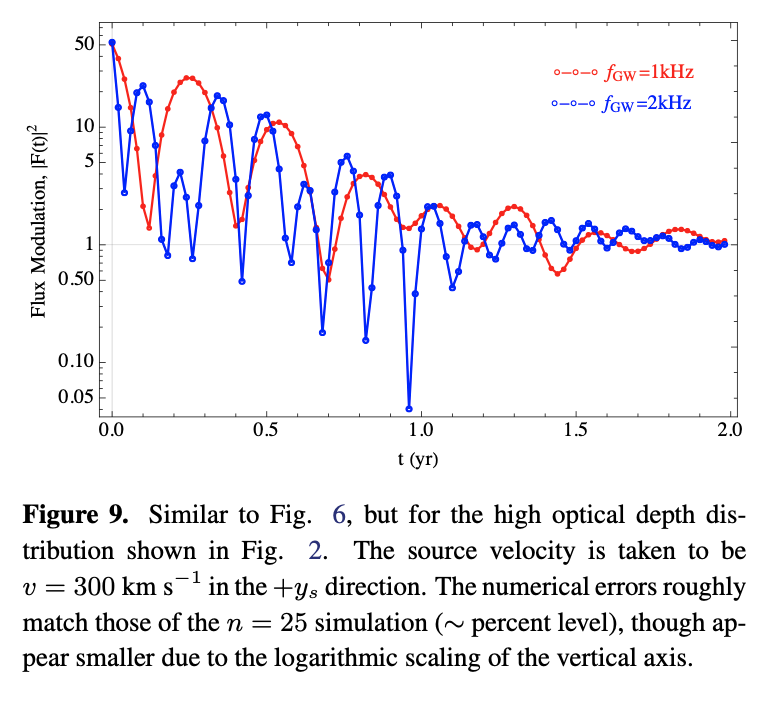 50
10
5
1
0.50
0.10
0.05
Flux Modulation, |F(t)|²
o–o–o f_GW=1kHz
o–o–o f_GW=2kHz
0.0 0.5 1.0 1.5 2.0
t (yr)
Figure 9. Similar to Fig. 6, but for the high optical depth dis-
tribution shown in Fig. 2. The source velocity is taken to be
v = 300 km s⁻¹ in the +y_s direction. The numerical errors roughly
match those of the n = 25 simulation (∼ percent level), though ap-
pear smaller due to the logarithmic scaling of the vertical axis.